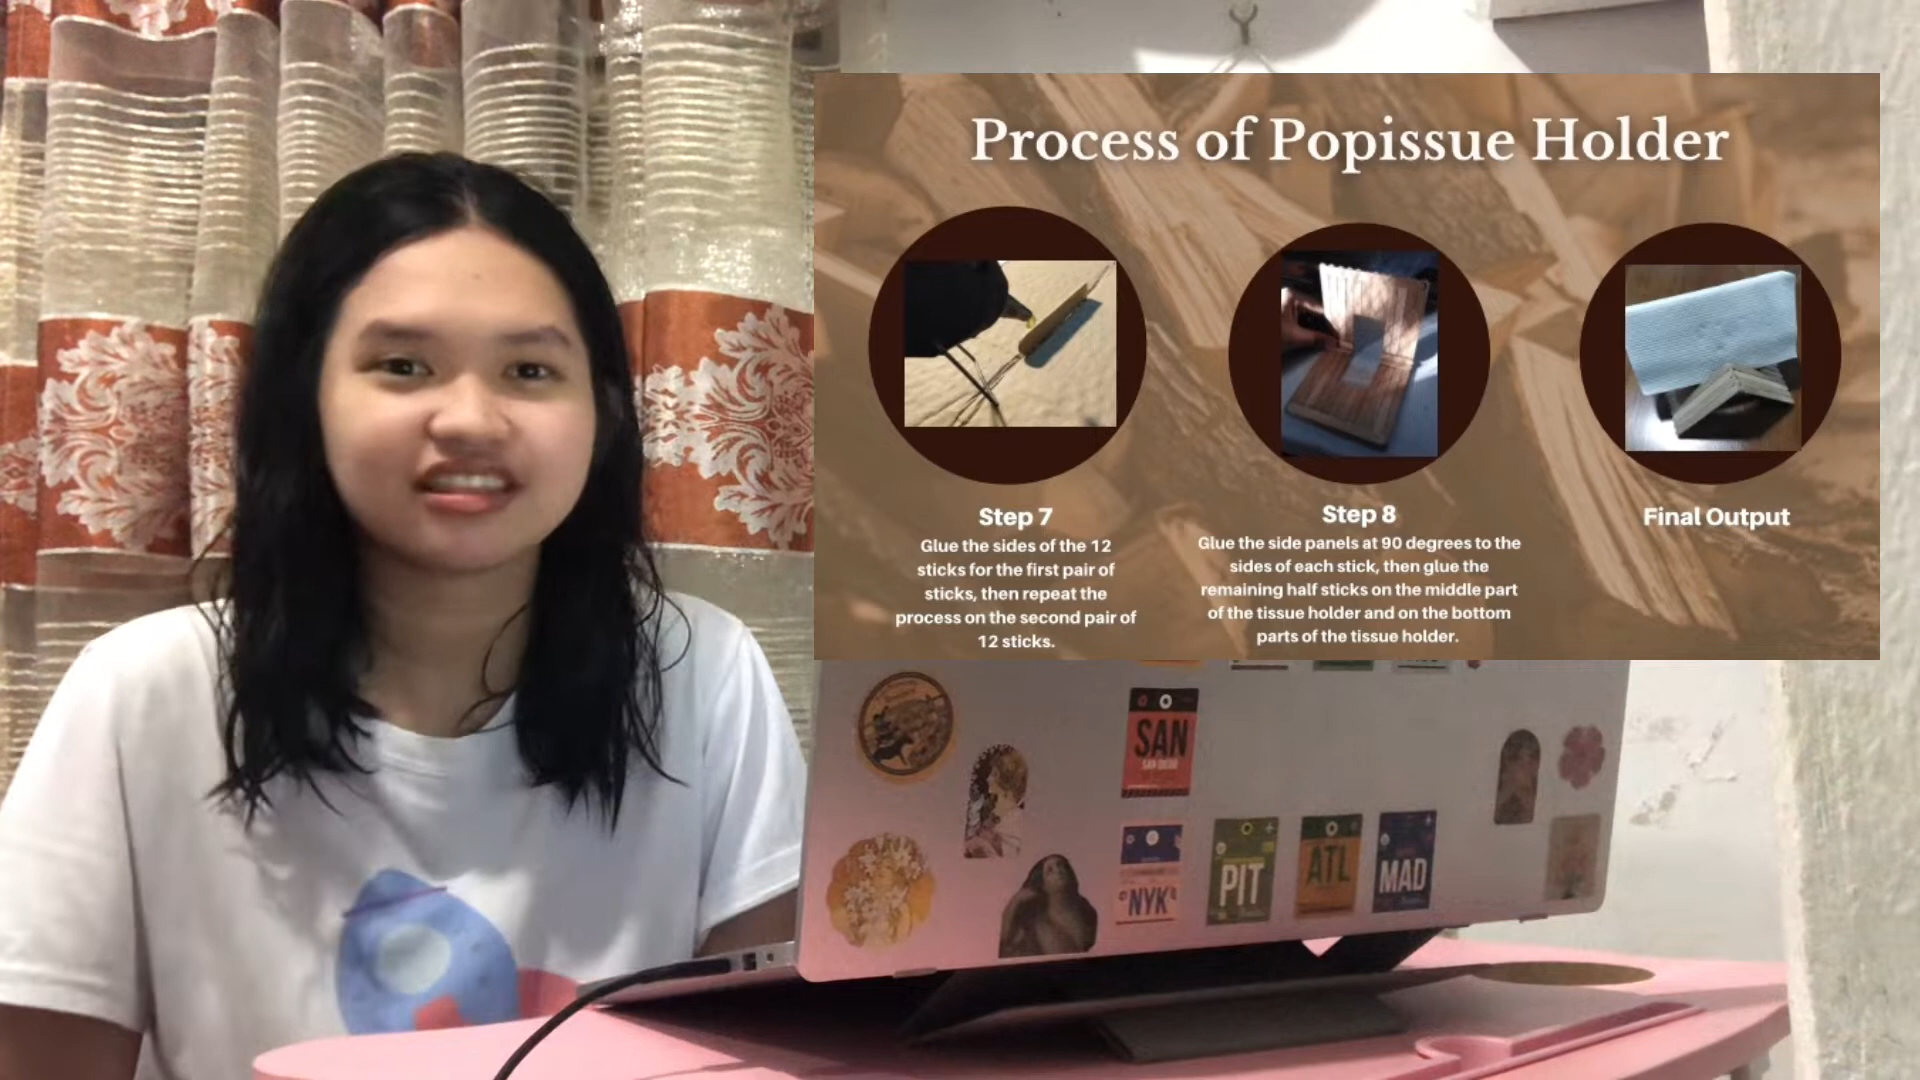 Process of Popissue Holder
Step 7
Glue the sides of the 12
sticks for the first pair of
sticks, then repeat the
process on the second pair of
12 sticks.
Step 8
Glue the side panels at 90 degrees to the
sides of each stick, then glue the
remaining half sticks on the middle part
of the tissue holder and on the bottom
parts of the tissue holder.
Final Output
SAN
SAN DIEGO
NYK
PIT
ATL
MAD